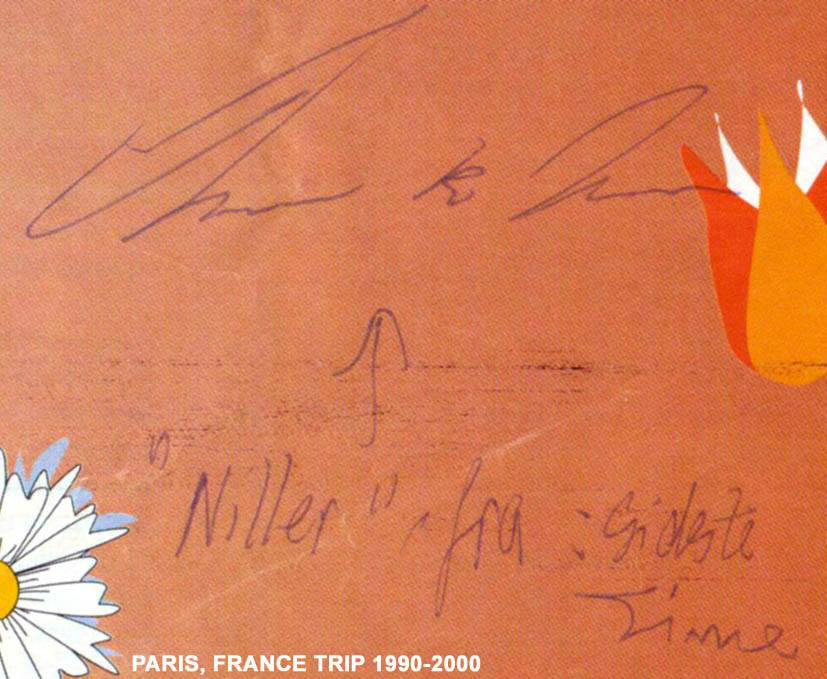 "Niller" fra : Sidste
Time
PARIS, FRANCE TRIP 1990-2000